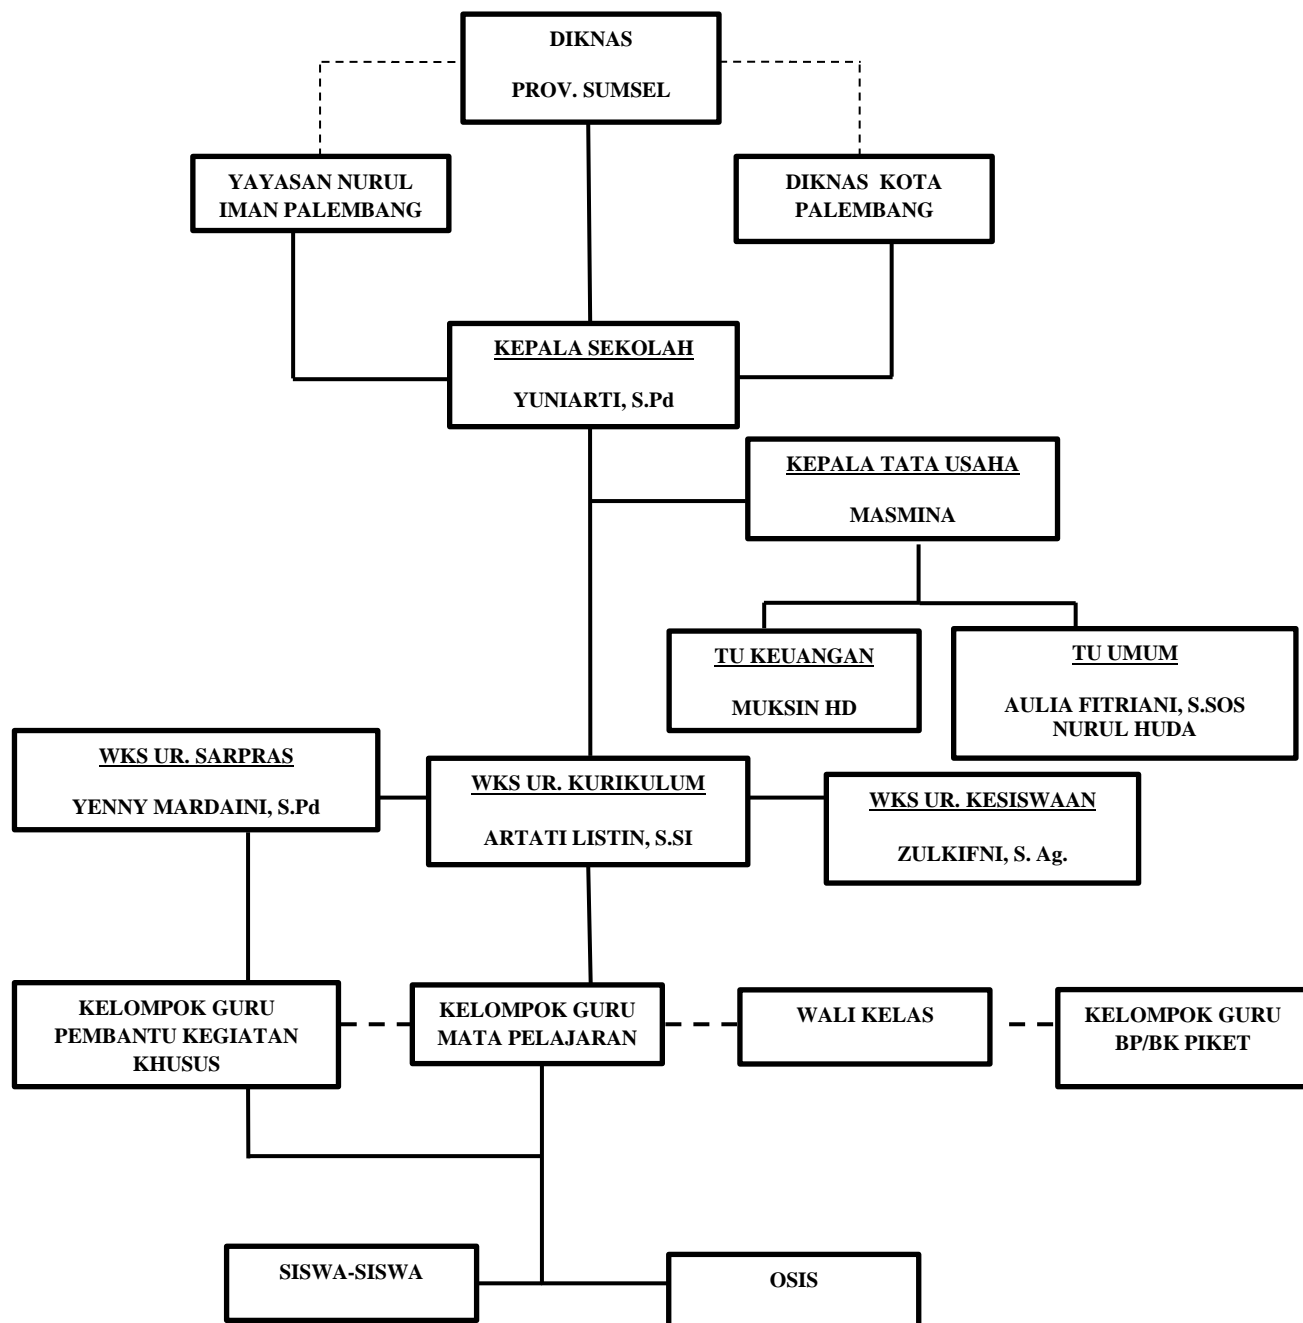 DIKNAS
PROV. SUMSEL
YAYASAN NURUL
IMAN PALEMBANG
DIKNAS KOTA
PALEMBANG
KEPALA SEKOLAH
YUNIARTI, S.Pd
KEPALA TATA USAHA
MASMINA
TU KEUANGAN
MUKSIN HD
TU UMUM
AULIA FITRIANI, S.SOS
NURUL HUDA
WKS UR. SARPRAS
YENNY MARDAINI, S.Pd
WKS UR. KURIKULUM
ARTATI LISTIN, S.SI
WKS UR. KESISWAAN
ZULKIFNI, S. Ag.
KELOMPOK GURU
PEMBANTU KEGIATAN
KHUSUS
KELOMPOK GURU
MATA PELAJARAN
WALI KELAS
KELOMPOK GURU
BP/BK PIKET
SISWA-SISWA
OSIS